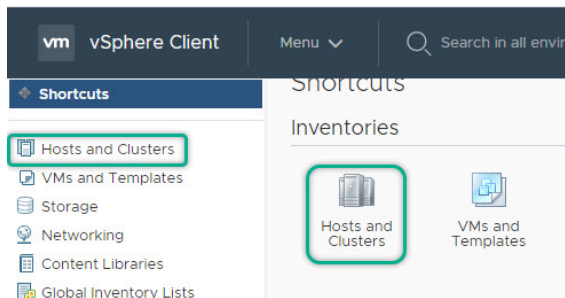 vm vSphere Client Menu Search in all envir
Shortcuts
Shortcuts
Inventories
Hosts and Clusters
VMs and Templates
Storage
Networking
Content Libraries
Global Inventory Lists
Hosts and
Clusters
VMs and
Templates